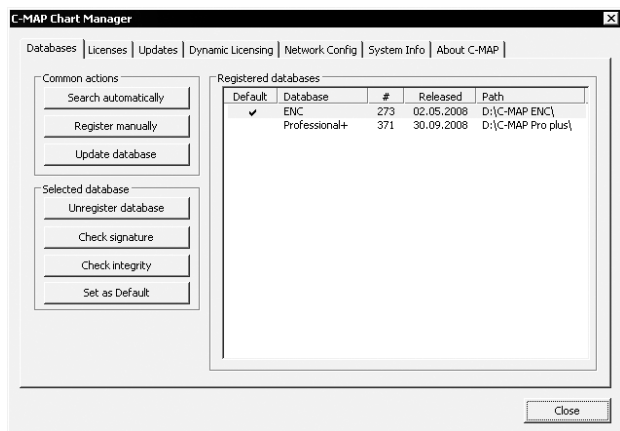 C-MAP Chart Manager
Databases Licenses Updates Dynamic Licensing Network Config System Info About C-MAP
Common actions
Search automatically
Register manually
Update database
Selected database
Unregister database
Check signature
Check integrity
Set as Default
Registered databases
Default Database # Released Path
ENC 273 02.05.2008 D:\C-MAP ENC\
Professional+ 371 30.09.2008 D:\C-MAP Pro plus\
Close